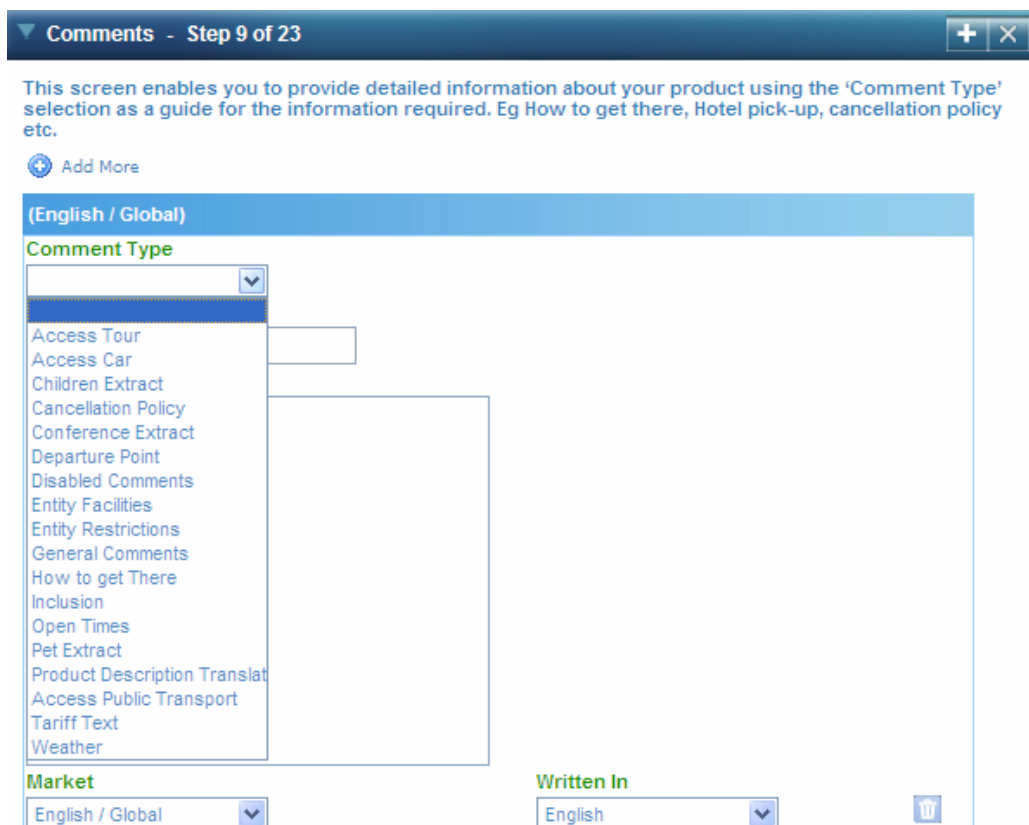 Comments - Step 9 of 23
This screen enables you to provide detailed information about your product using the ‘Comment Type’
selection as a guide for the information required. Eg How to get there, Hotel pick-up, cancellation policy
etc.
Add More
(English / Global)
Comment Type
Access Tour
Access Car
Children Extract
Cancellation Policy
Conference Extract
Departure Point
Disabled Comments
Entity Facilities
Entity Restrictions
General Comments
How to get There
Inclusion
Open Times
Pet Extract
Product Description Translat
Access Public Transport
Tariff Text
Weather
Market Written In
English / Global English